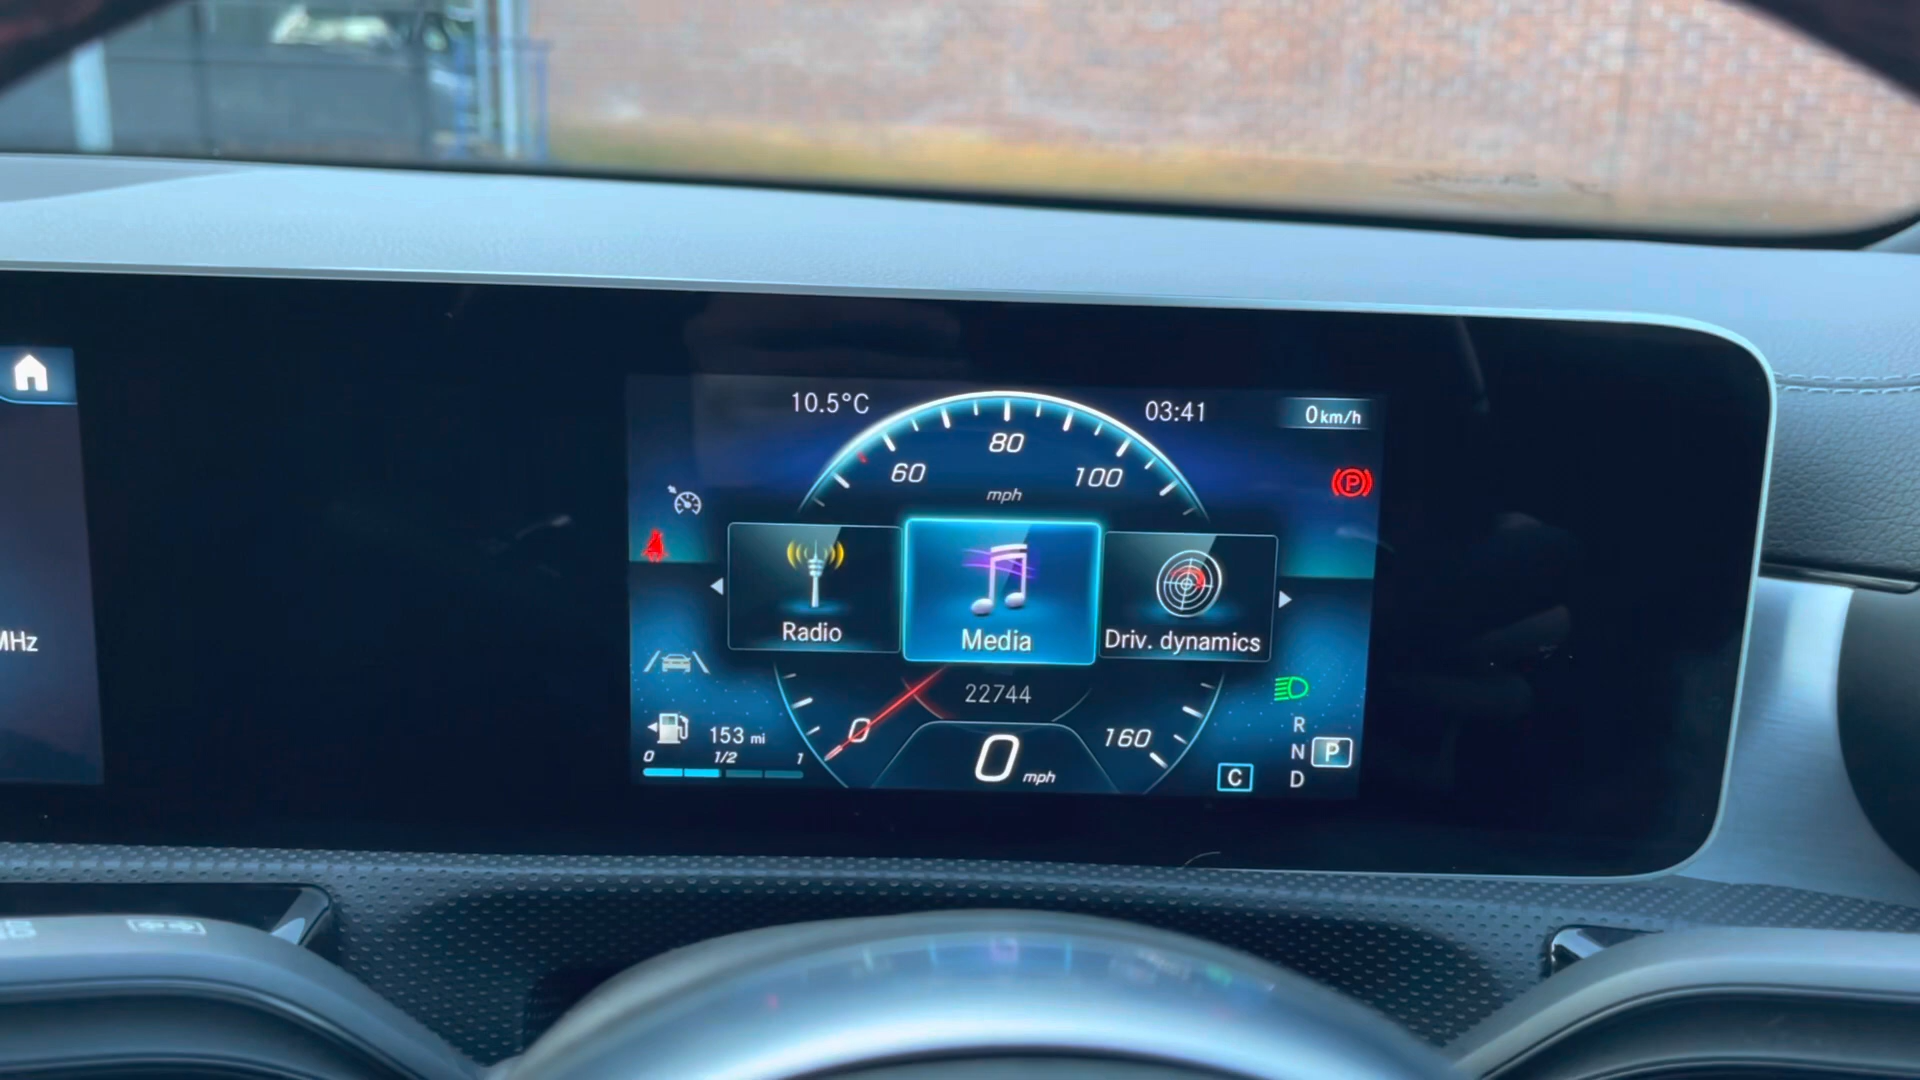 10.5°C
03:41
0 km/h
60
80
100
mph
Radio
Media
Driv. dynamics
MHz
22744
153 mi
0 1/2 1
0
160
0 mph
C
R
N
D
P